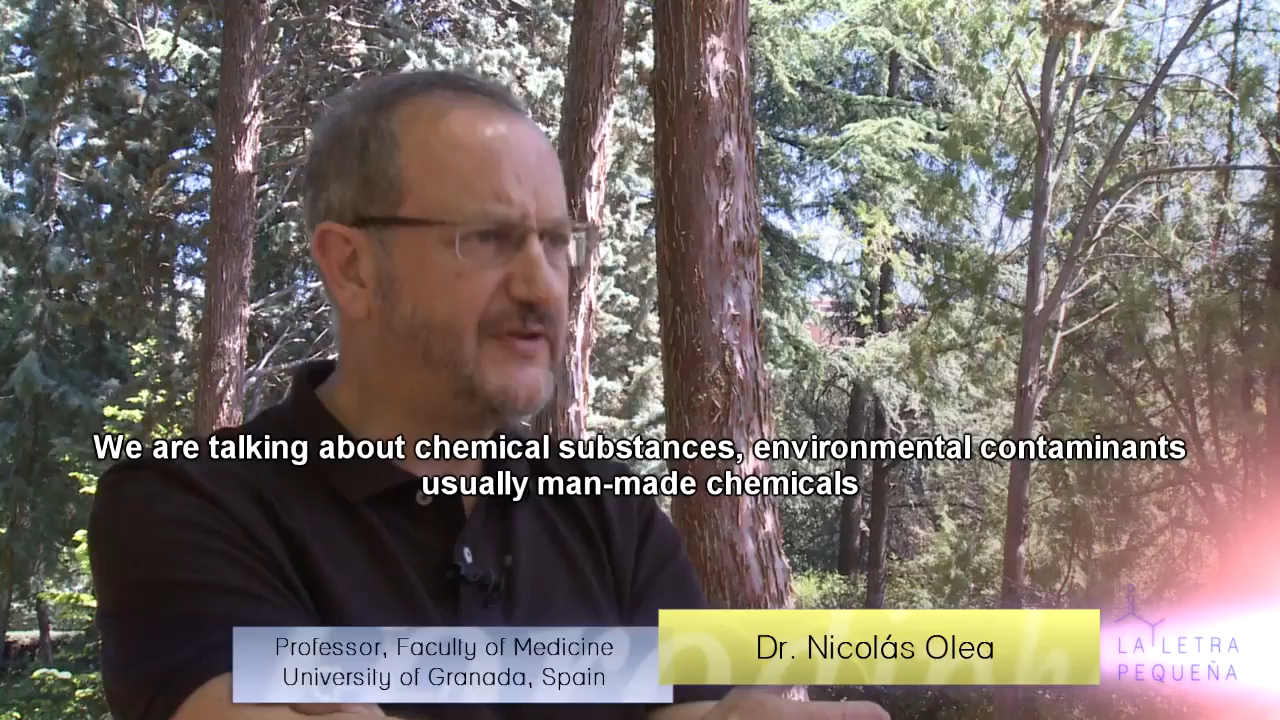 We are talking about chemical substances, environmental contaminants
usually man-made chemicals
Professor, Faculty of Medicine
University of Granada, Spain
Dr. Nicolás Olea
LA LETRA
PEQUEÑA